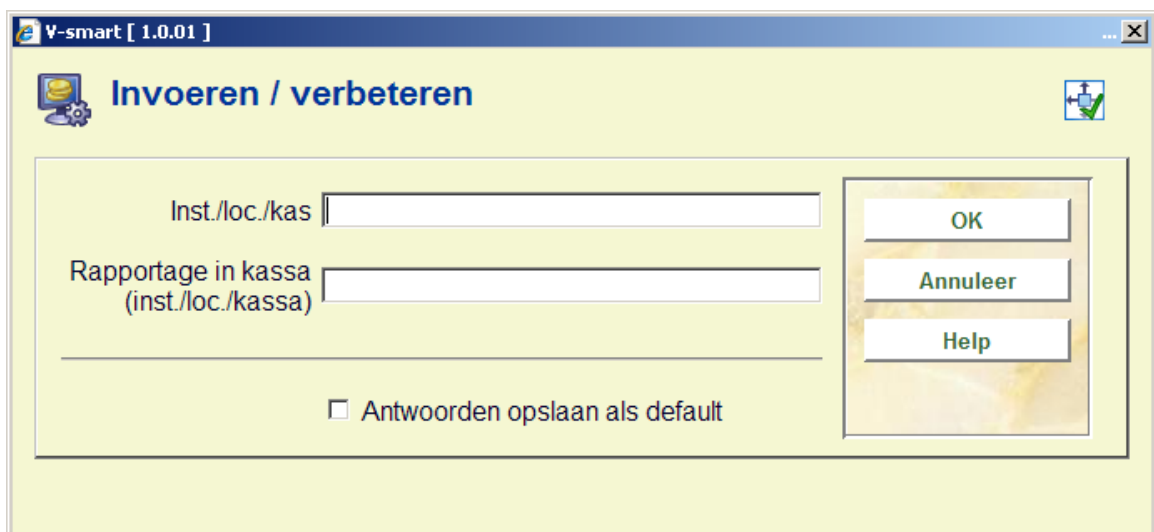 V-smart [ 1.0.01 ]
...
Invoeren / verbeteren
Inst./loc./kas
Rapportage in kassa
(inst./loc./kassa)
Antwoorden opslaan als default
OK
Annuleer
Help